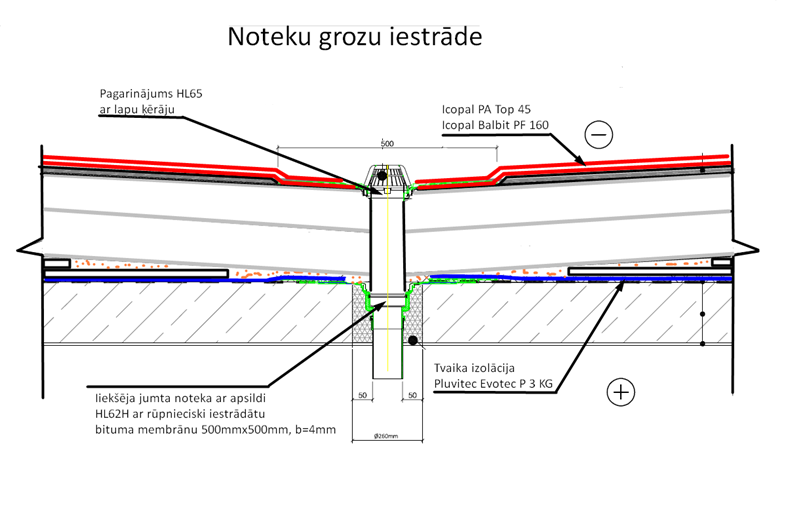 Noteku grozu iestrāde
Pagarinājums HL65
ar lapu ķērāju
Icopal PA Top 45
Icopal Balbit PF 160
500
Tvaika izolācija
Pluvitec Evotec P 3 KG
Iiekšēja jumta noteka ar apsildi
HL62H ar rūpnieciski iestrādātu
bituma membrānu 500mmx500mm, b=4mm
50
50
Ø260mm